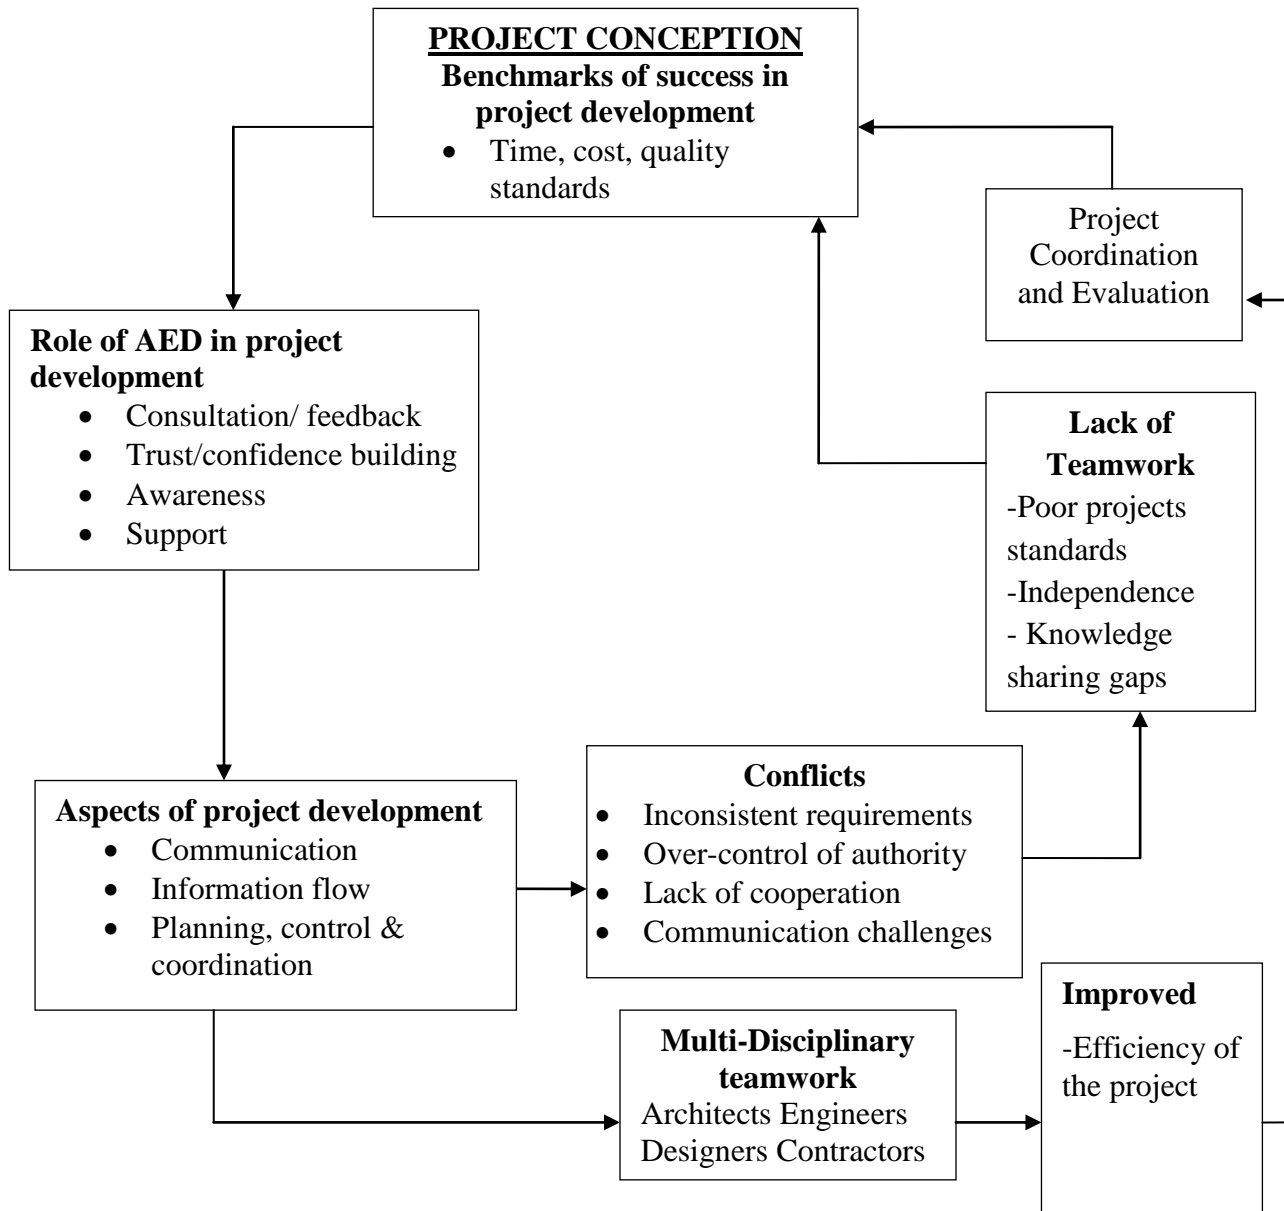 PROJECT CONCEPTION
Benchmarks of success in
project development
• Time, cost, quality
standards
Project
Coordination
and Evaluation
Role of AED in project
development
• Consultation/ feedback
• Trust/confidence building
• Awareness
• Support
Lack of
Teamwork
-Poor projects
standards
-Independence
- Knowledge
sharing gaps
Aspects of project development
• Communication
• Information flow
• Planning, control &
coordination
Conflicts
• Inconsistent requirements
• Over-control of authority
• Lack of cooperation
• Communication challenges
Multi-Disciplinary
teamwork
Architects Engineers
Designers Contractors
Improved
-Efficiency of
the project